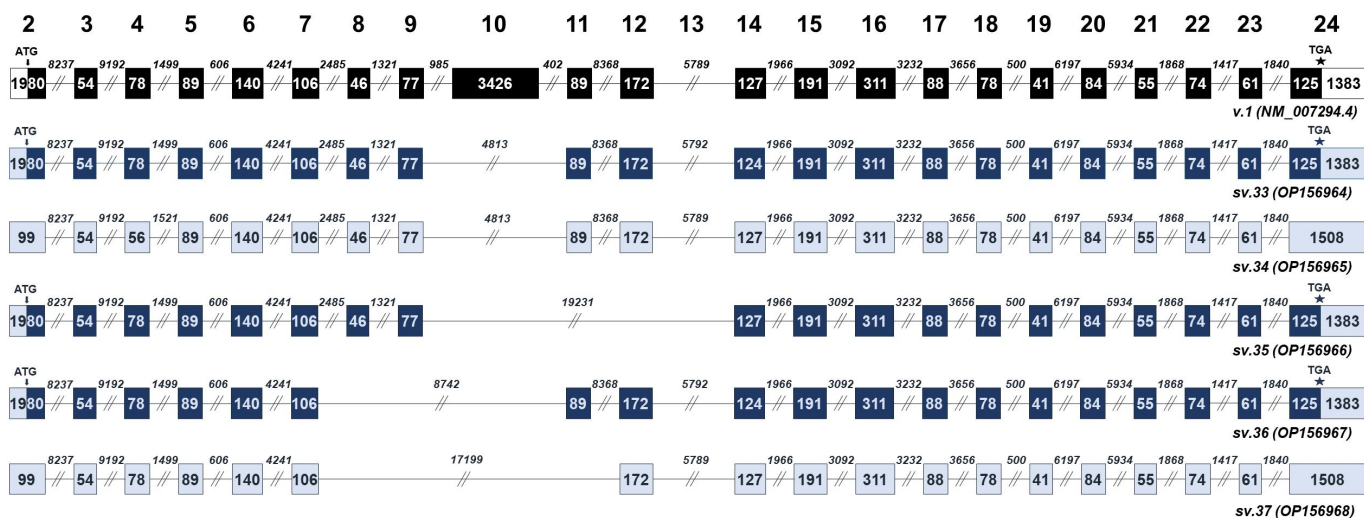 2 3 4 5 6 7 8 9 10 11 12 13 14 15 16 17 18 19 20 21 22 23 24
ATG TGA
8237 9192 1499 606 4241 2485 1321 985 402 8368 5789 1966 3092 3232 3656 500 6197 5934 1868 1417 1840
19 80 54 78 89 140 106 46 77 3426 89 172 127 191 311 88 78 41 84 55 74 61 125 1383
v.1 (NM_007294.4)
ATG TGA
8237 9192 1499 606 4241 2485 1321 4813 8368 5792 1966 3092 3232 3656 500 6197 5934 1868 1417 1840
19 80 54 78 89 140 106 46 77 89 172 124 191 311 88 78 41 84 55 74 61 125 1383
sv.33 (OP156964)
8237 9192 1521 606 4241 2485 1321 4813 8368 5789 1966 3092 3232 3656 500 6197 5934 1868 1417 1840
99 54 56 89 140 106 46 77 89 172 127 191 311 88 78 41 84 55 74 61 1508
sv.34 (OP156965)
ATG TGA
8237 9192 1499 606 4241 2485 1321 19231 1966 3092 3232 3656 500 6197 5934 1868 1417 1840
19 80 54 78 89 140 106 46 77 127 191 311 88 78 41 84 55 74 61 125 1383
sv.35 (OP156966)
ATG TGA
8237 9192 1499 606 4241 8742 8368 5792 1966 3092 3232 3656 500 6197 5934 1868 1417 1840
19 80 54 78 89 140 106 89 172 124 191 311 88 78 41 84 55 74 61 125 1383
sv.36 (OP156967)
8237 9192 1499 606 4241 17199 5789 1966 3092 3232 3656 500 6197 5934 1868 1417 1840
99 54 78 89 140 106 172 127 191 311 88 78 41 84 55 74 61 1508
sv.37 (OP156968)